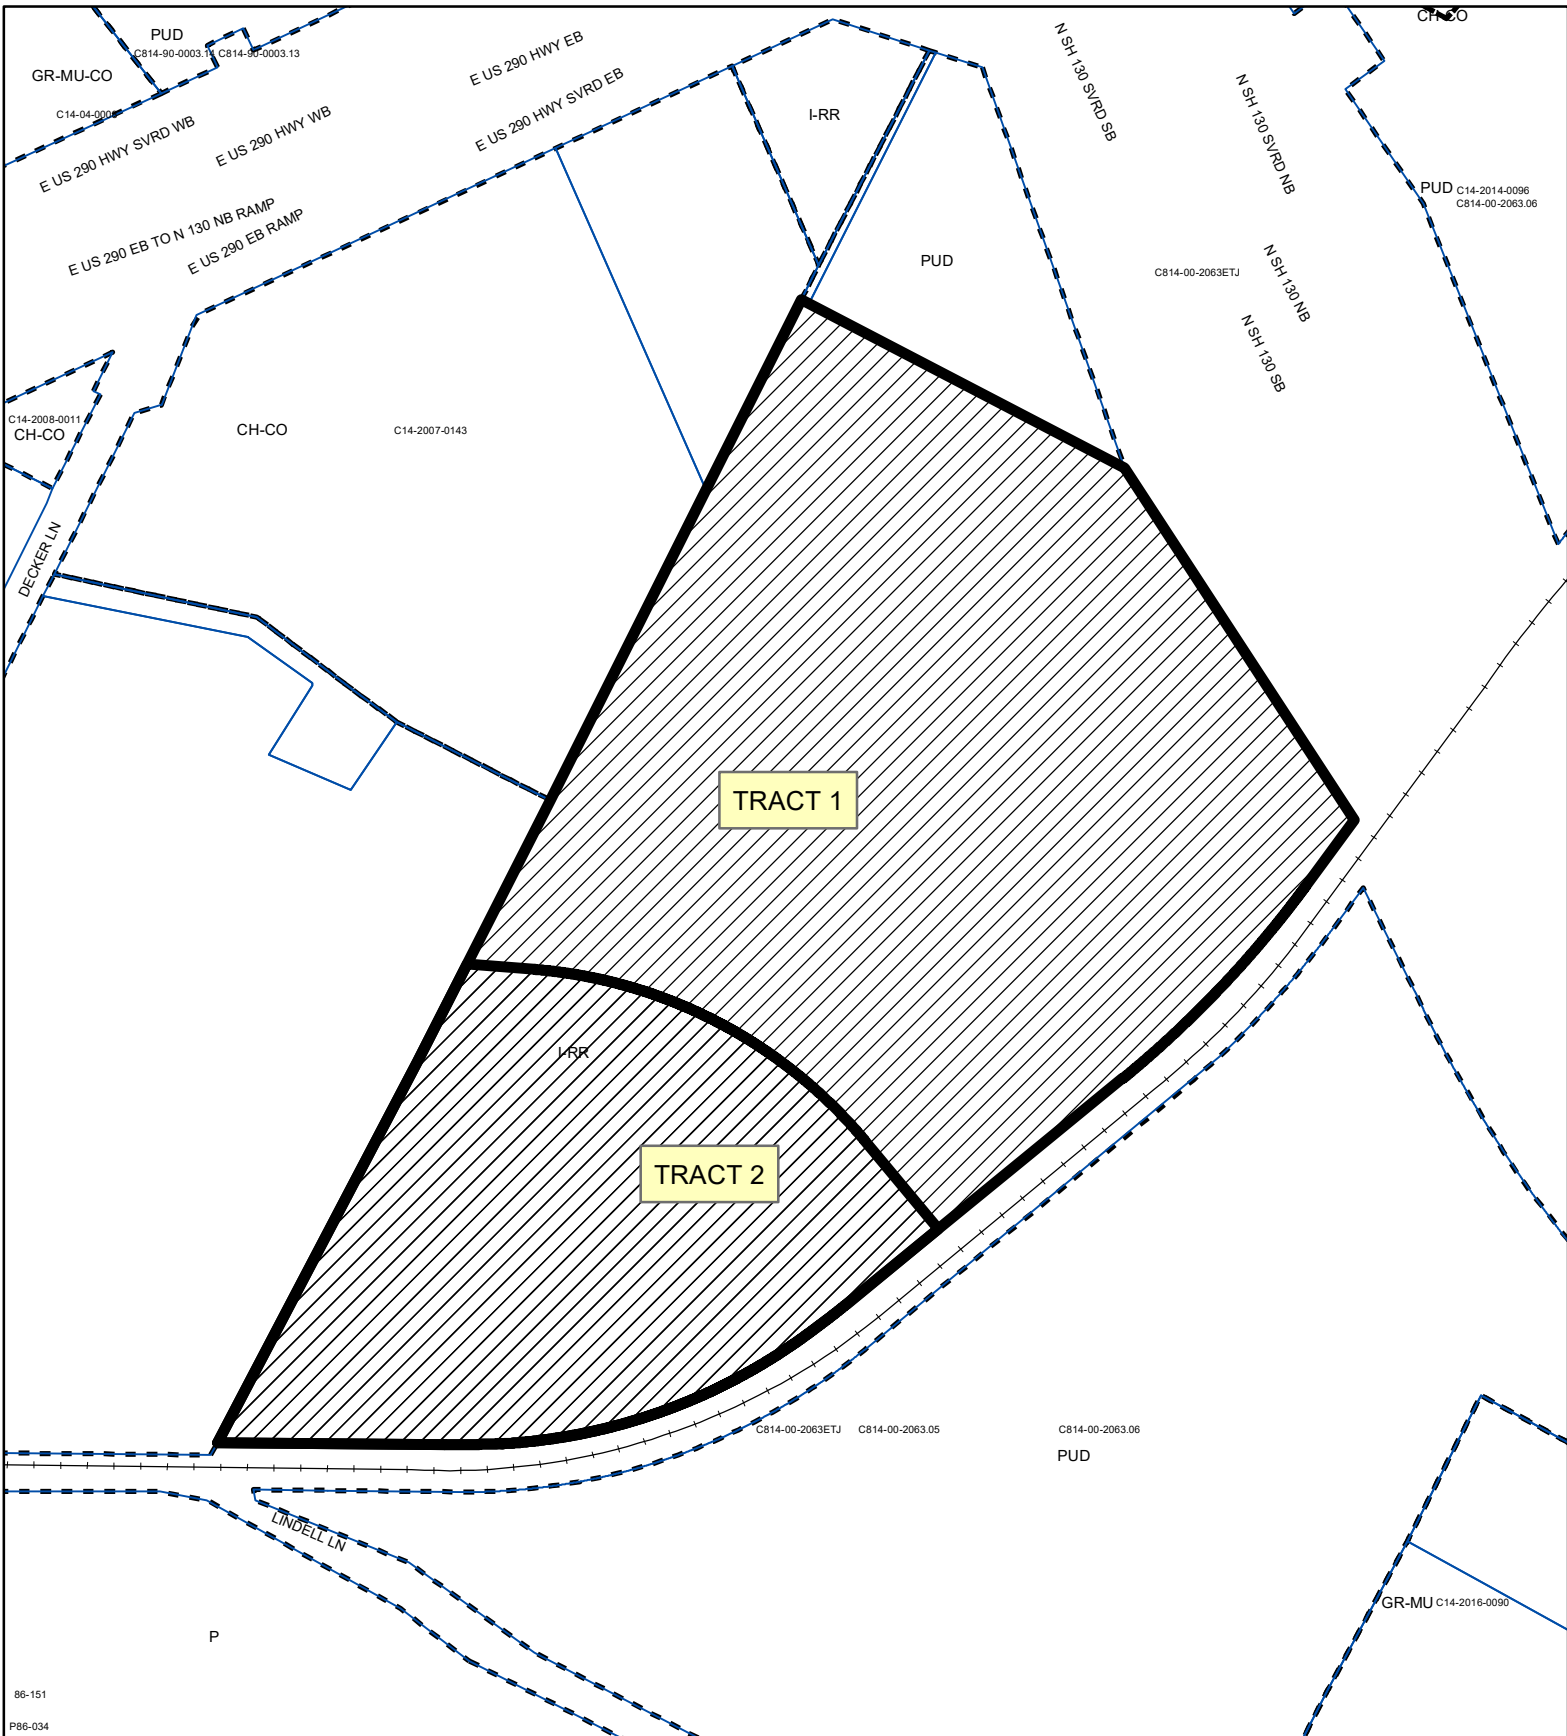 CH-CO
PUD
C814-90-0003.14 C814-90-0003.13
GR-MU-CO
E US 290 HWY EB
N SH 130 SVRD SB
E US 290 HWY SVRD EB
N SH 130 SVRD NB
I-RR
E US 290 HWY WB
E US 290 HWY SVRD WB
PUD C14-2014-0096
C814-00-2063.06
E US 290 EB TO N 130 NB RAMP
E US 290 EB RAMP
PUD
C814-00-2063ETJ
N SH 130 NB
N SH 130 SB
C14-2008-0011
CH-CO
CH-CO
C14-2007-0143
DECKER LN
TRACT 1
I-RR
TRACT 2
C814-00-2063ETJ
C814-00-2063.05
C814-00-2063.06
PUD
LINDELL LN
GR-MU C14-2016-0090
P
86-151
P86-034